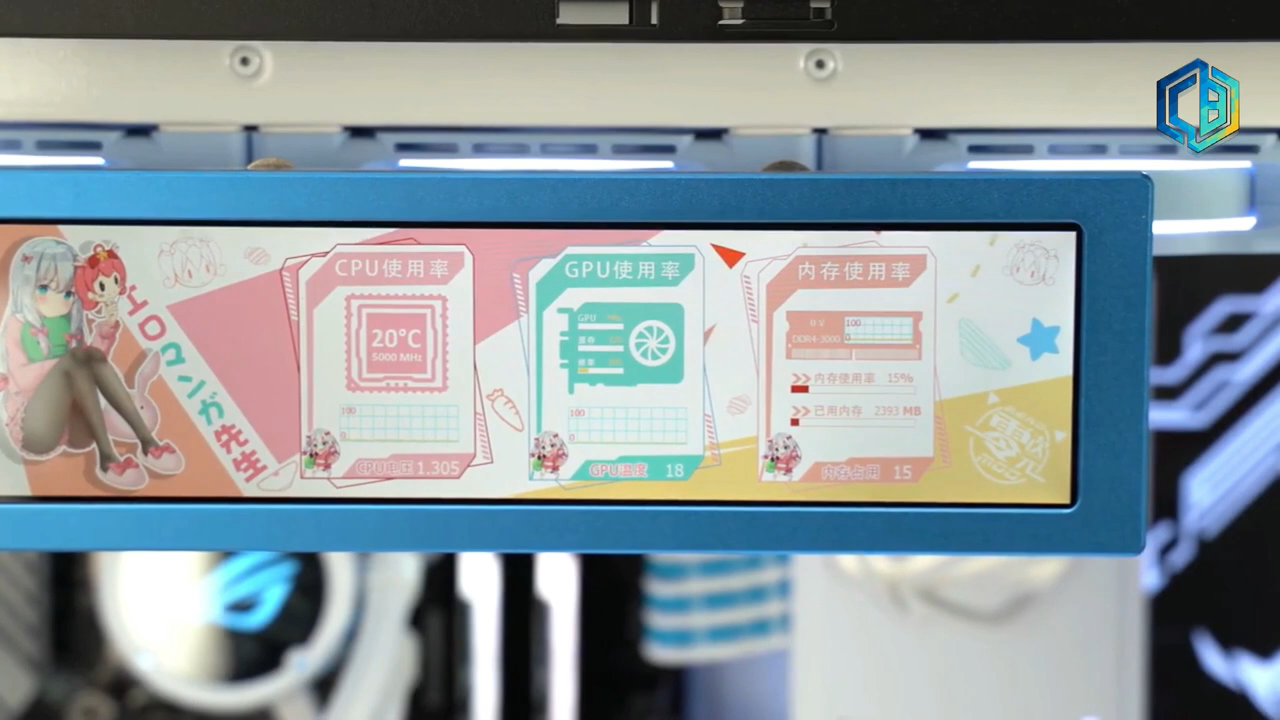 エロマンガ先生
CPU使用率
20°C
5000 MHz
100
0
CPU电压 1.305
GPU使用率
GPU
显存
频率
100
0
GPU温度 18
内存使用率
0 V
100
DDR4-3000
0
内存使用率 15%
已用内存 2393 MB
内存占用 15
CB